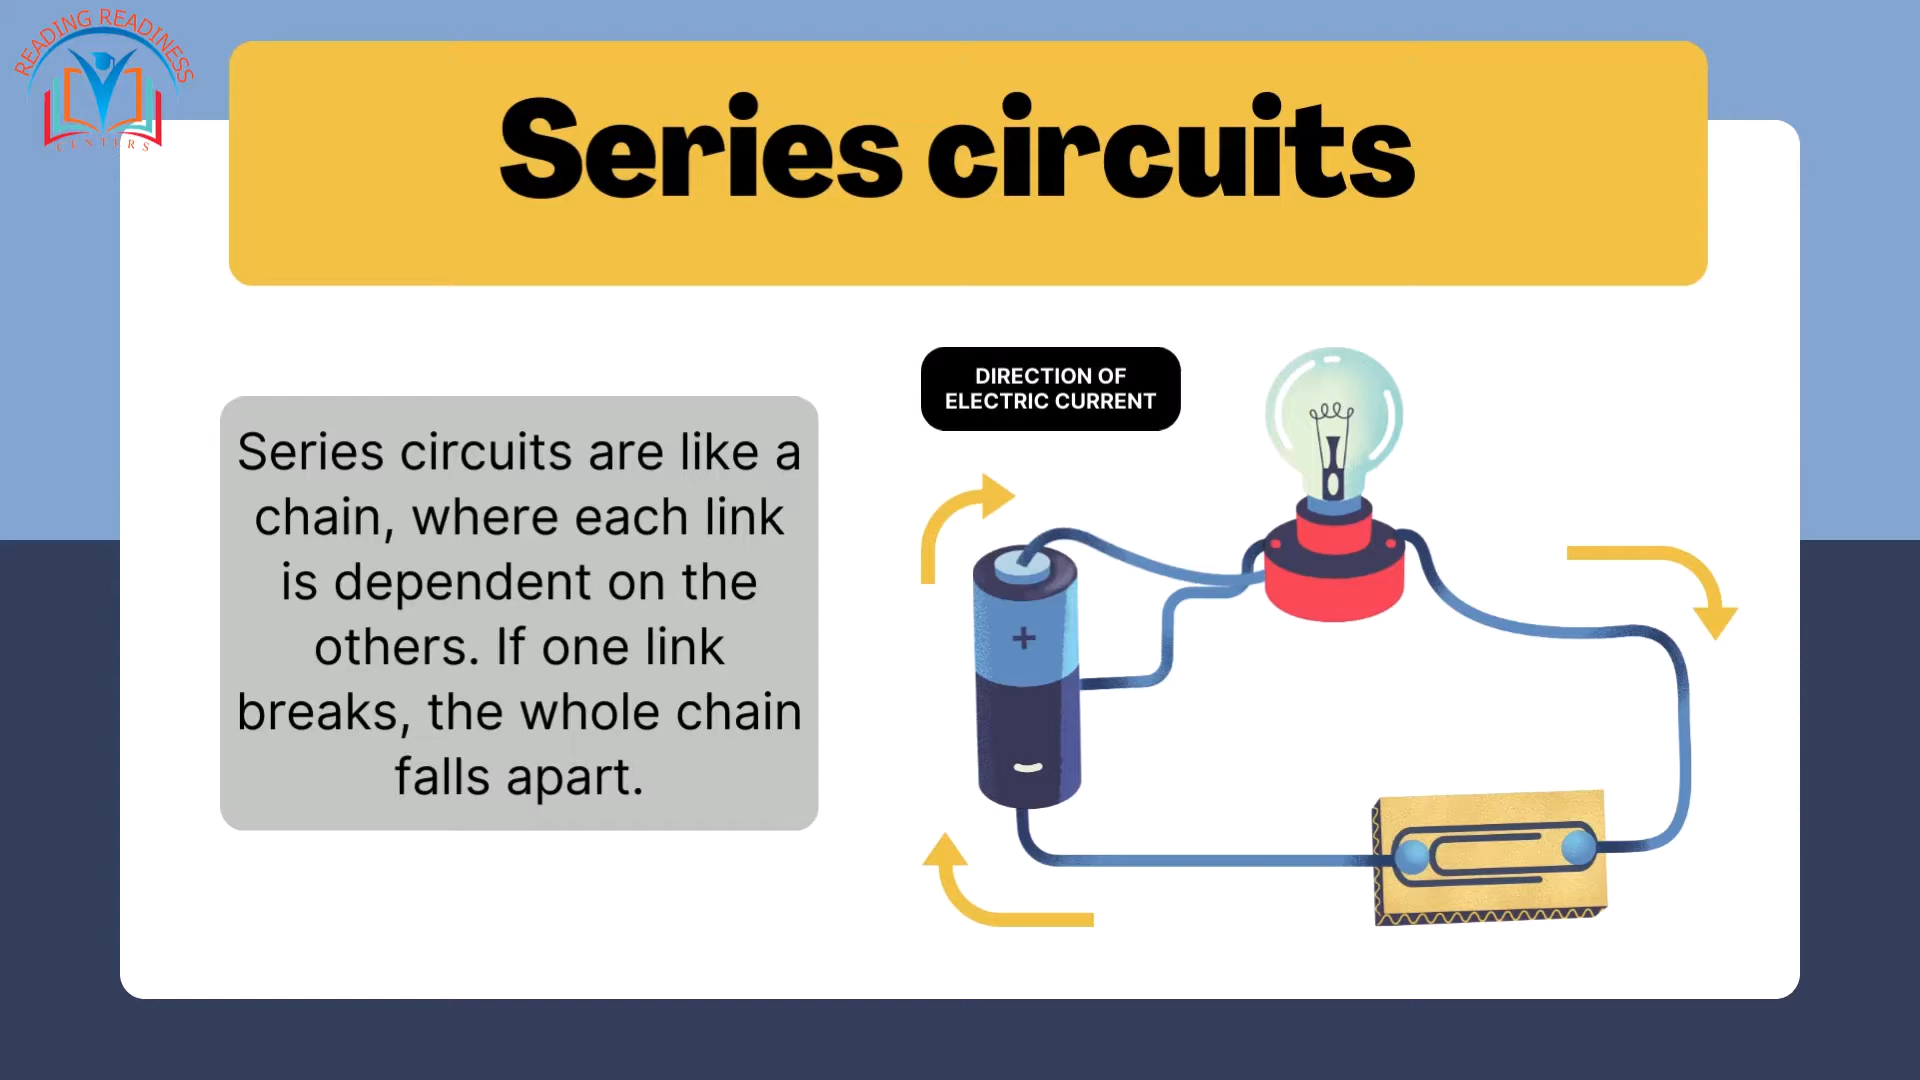 READING READINESS
CENTERS
Series circuits
Series circuits are like a
chain, where each link
is dependent on the
others. If one link
breaks, the whole chain
falls apart.
DIRECTION OF
ELECTRIC CURRENT
+
-